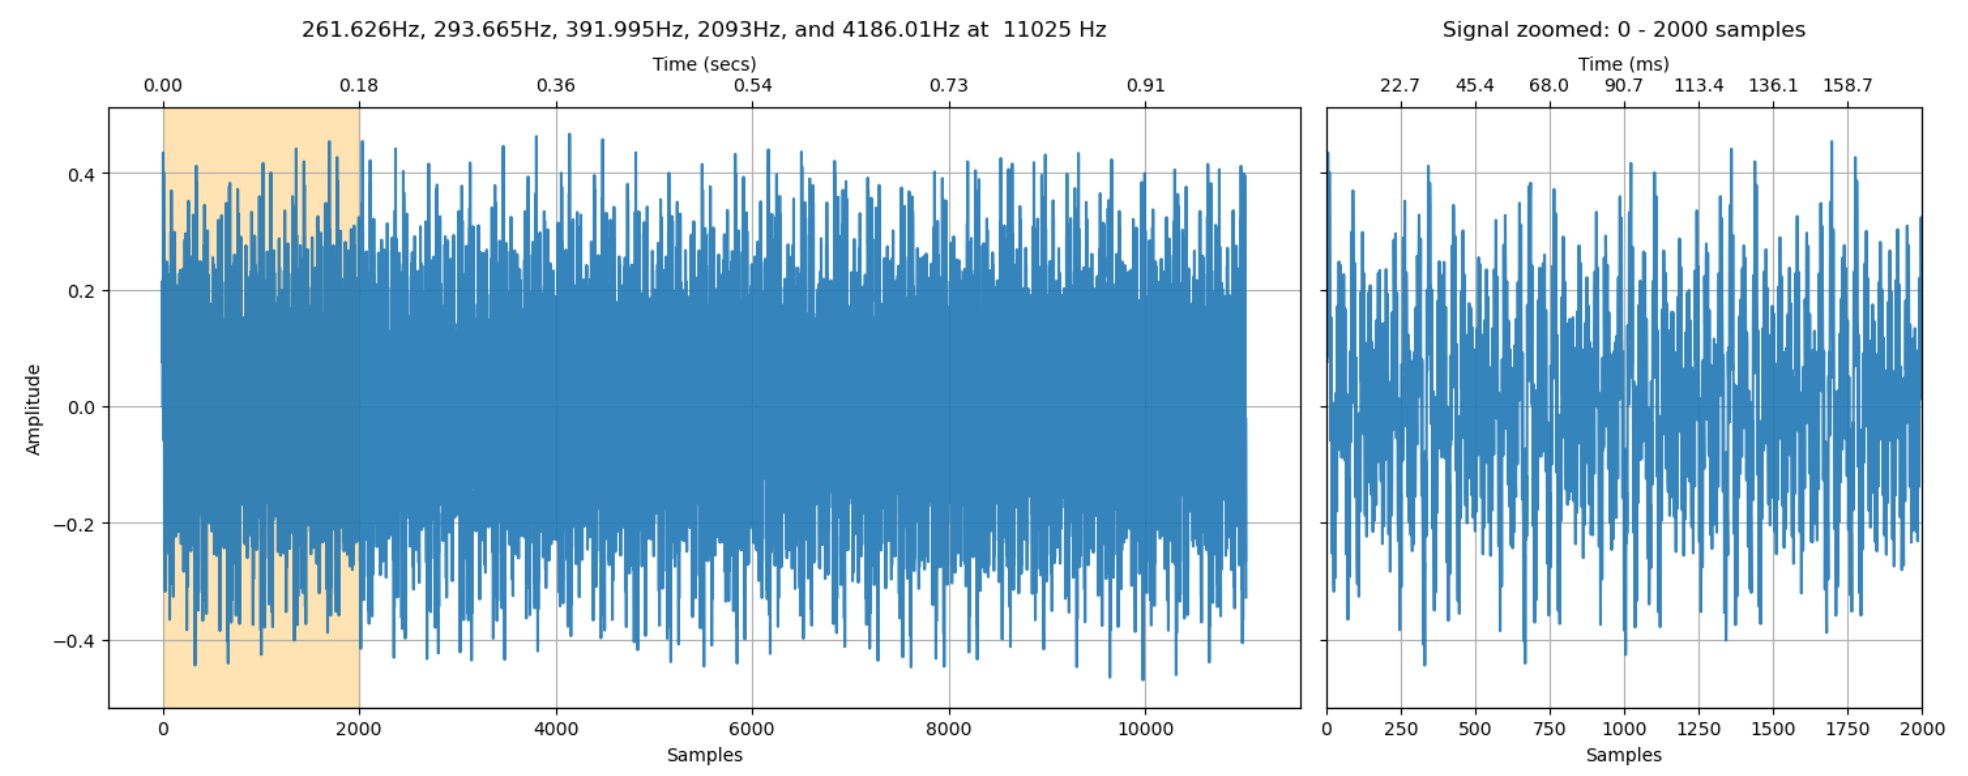 261.626Hz, 293.665Hz, 391.995Hz, 2093Hz, and 4186.01Hz at  11025 Hz
Time (secs)
0.00 0.18 0.36 0.54 0.73 0.91
0.4
0.2
0.0
−0.2
−0.4
Amplitude
0 2000 4000 6000 8000 10000
Samples
Signal zoomed: 0 - 2000 samples
Time (ms)
22.7 45.4 68.0 90.7 113.4 136.1 158.7
0 250 500 750 1000 1250 1500 1750 2000
Samples